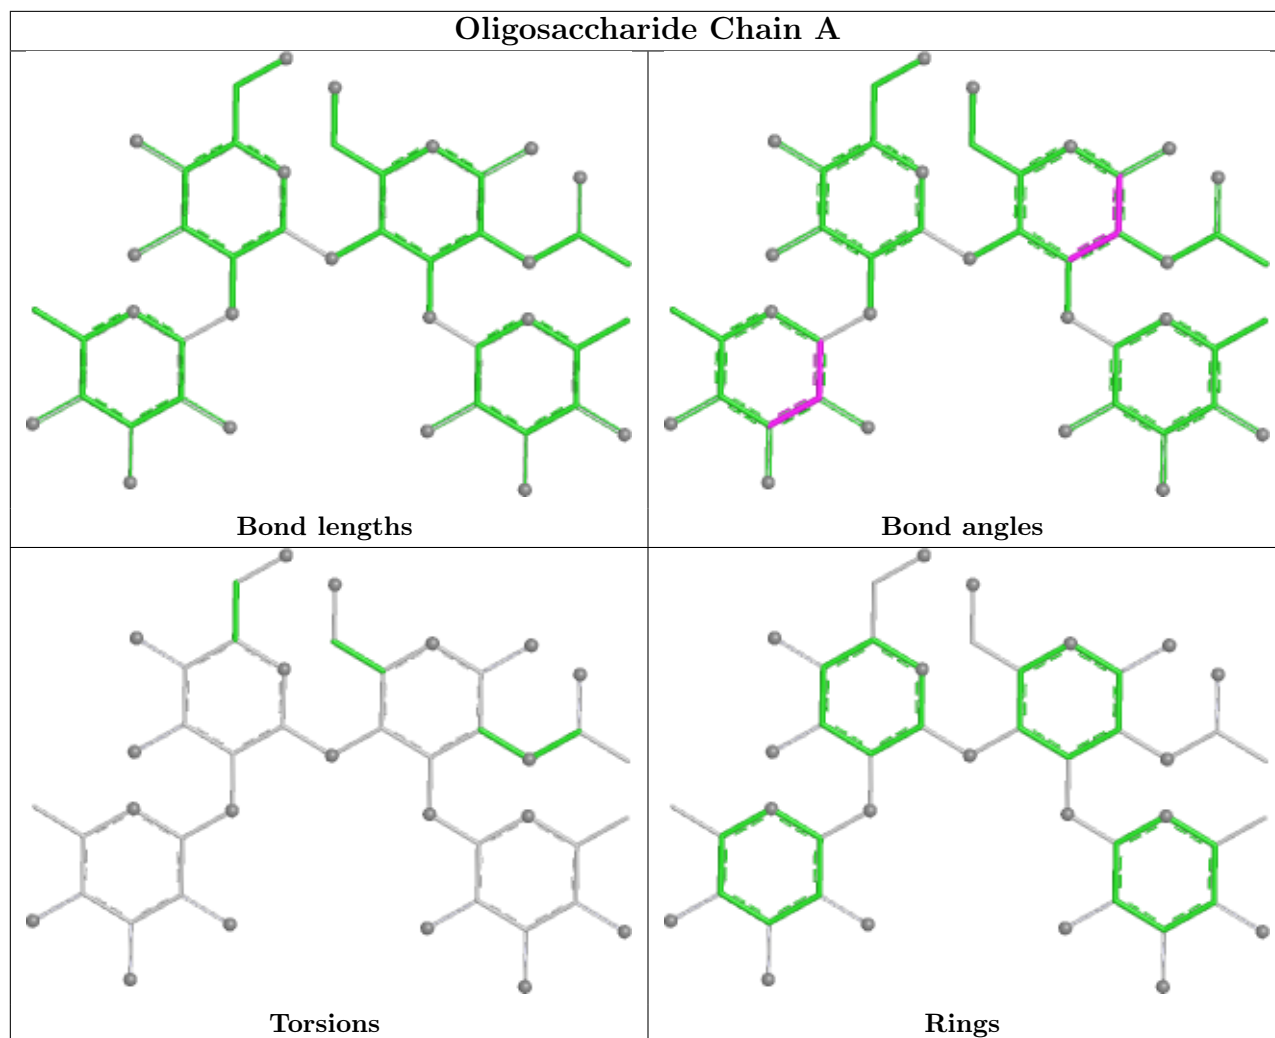 Oligosaccharide Chain A
Bond lengths
Bond angles
Torsions
Rings